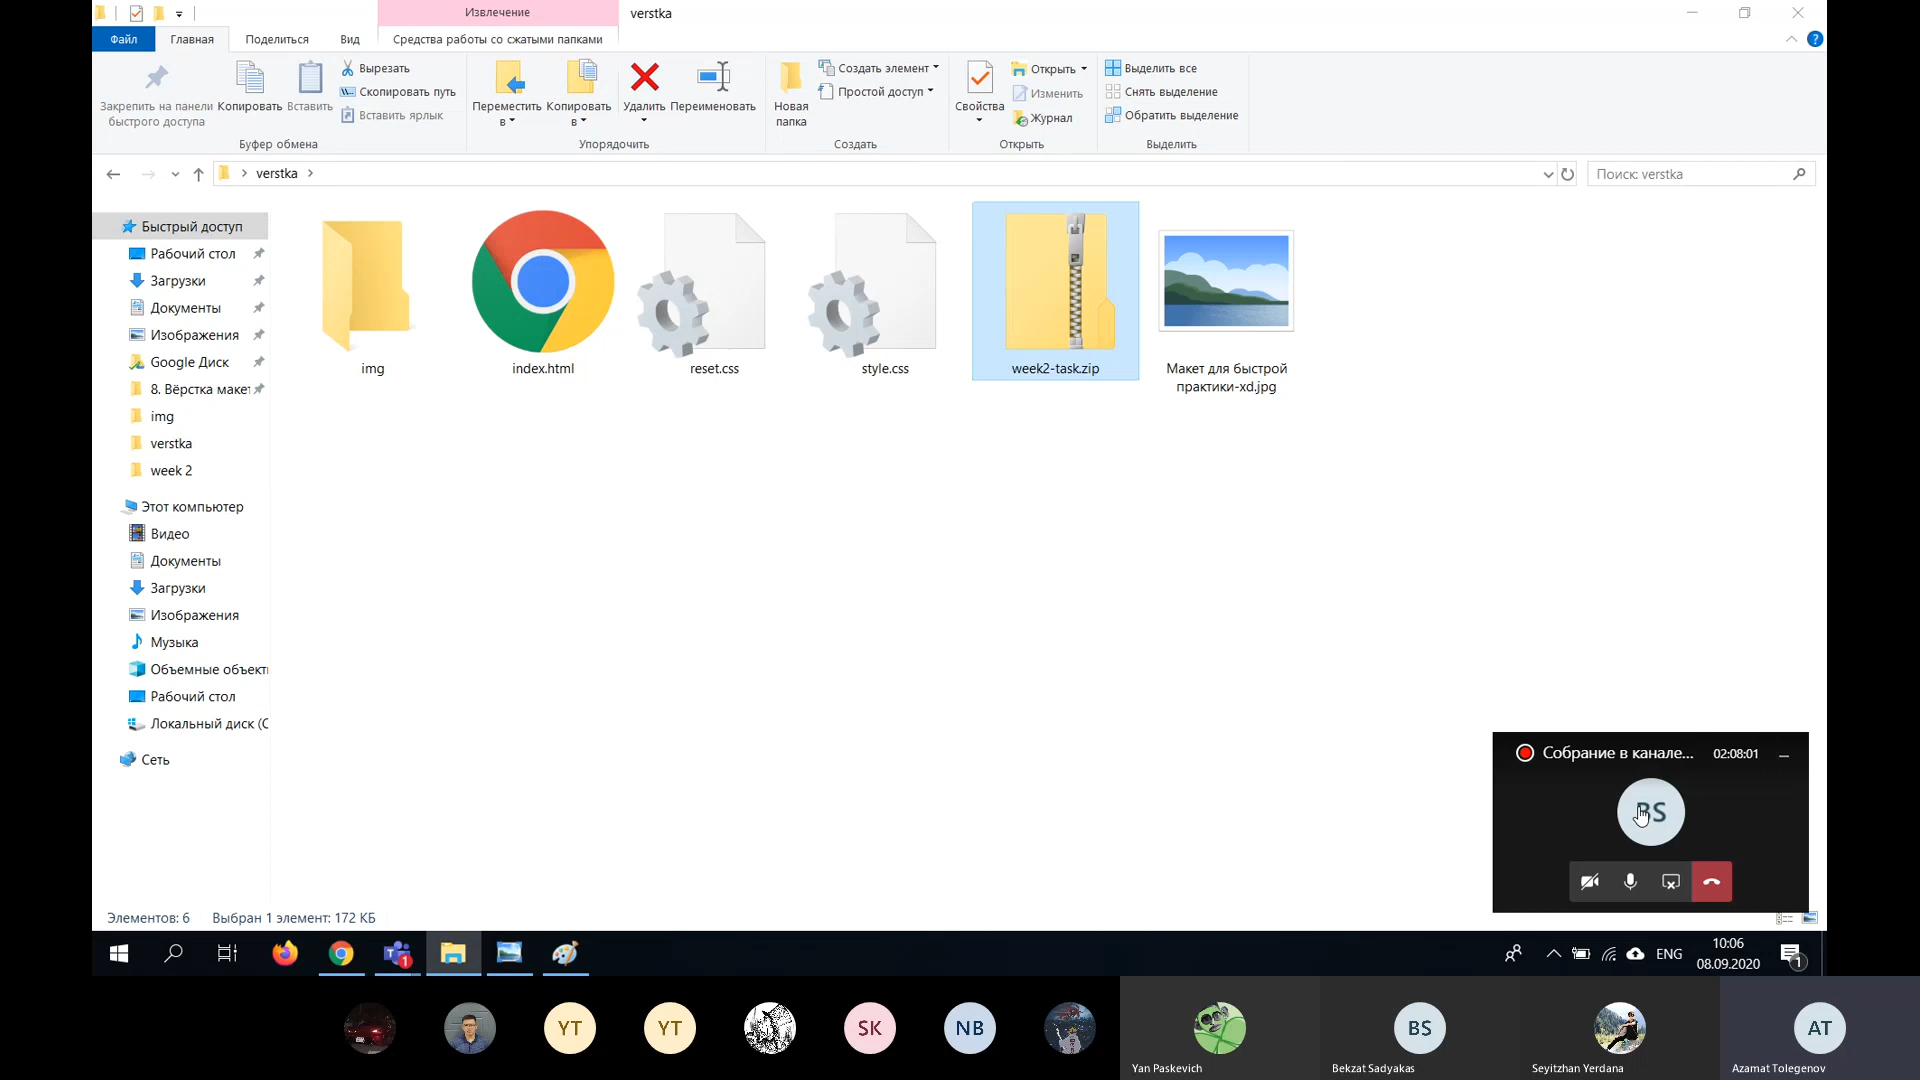 Извлечение
verstka
Файл
Главная
Поделиться
Вид
Средства работы со сжатыми папками
Закрепить на панели
быстрого доступа
Копировать
Вставить
Вырезать
Скопировать путь
Вставить ярлык
Буфер обмена
Переместить
в
Копировать
в
Удалить
Переименовать
Упорядочить
Новая
папка
Создать элемент
Простой доступ
Создать
Свойства
Открыть
Изменить
Журнал
Открыть
Выделить все
Снять выделение
Обратить выделение
Выделить
verstka
Поиск: verstka
Быстрый доступ
Рабочий стол
Загрузки
Документы
Изображения
Google Диск
8. Вёрстка макет
img
verstka
week 2
Этот компьютер
Видео
Документы
Загрузки
Изображения
Музыка
Объемные объекты
Рабочий стол
Локальный диск (C
Сеть
img
index.html
reset.css
style.css
week2-task.zip
Макет для быстрой
практики-xd.jpg
Собрание в канале...
02:08:01
BS
Элементов: 6
Выбран 1 элемент: 172 КБ
1
ENG
10:06
08.09.2020
1
YT
YT
SK
NB
Yan Paskevich
BS
Bekzat Sadyakas
Seyitzhan Yerdana
AT
Azamat Tolegenov